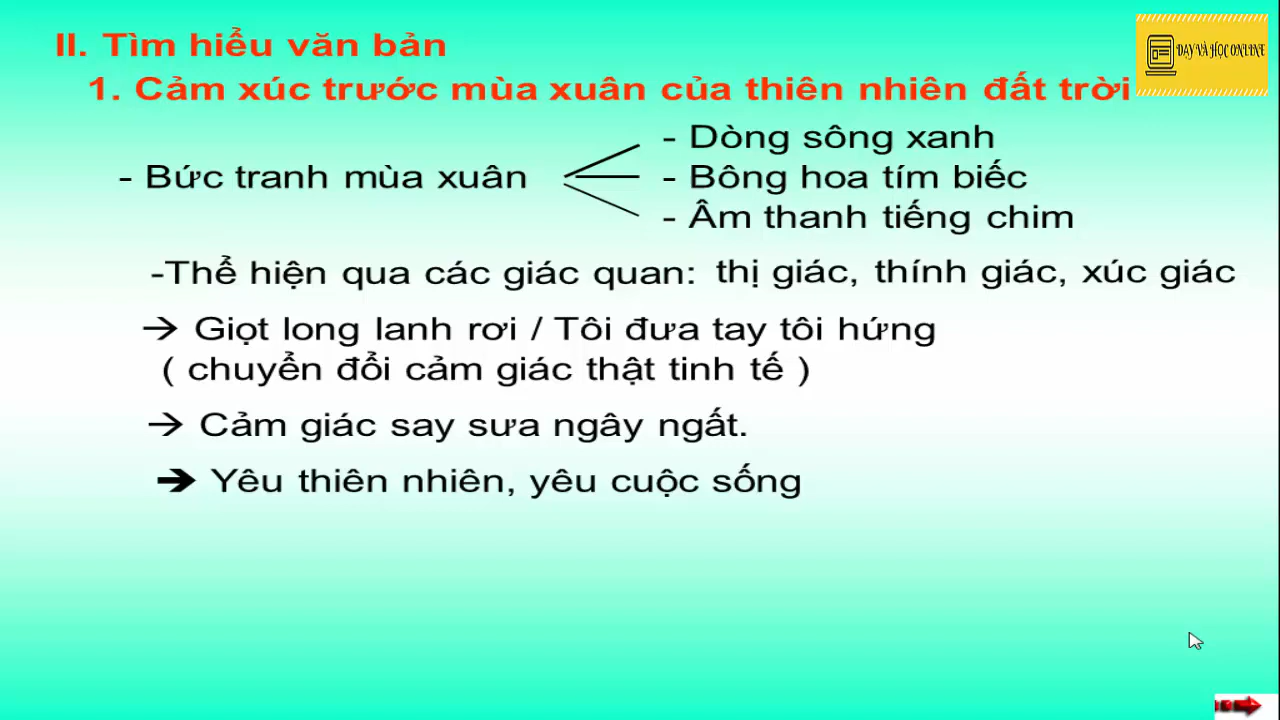 II. Tìm hiểu văn bản
DẠY VÀ HỌC ONLINE
1. Cảm xúc trước mùa xuân của thiên nhiên đất trời
- Bức tranh mùa xuân
- Dòng sông xanh
- Bông hoa tím biếc
- Âm thanh tiếng chim
-Thể hiện qua các giác quan: thị giác, thính giác, xúc giác
→ Giọt long lanh rơi / Tôi đưa tay tôi hứng
( chuyển đổi cảm giác thật tinh tế )
→ Cảm giác say sưa ngây ngất.
➔ Yêu thiên nhiên, yêu cuộc sống